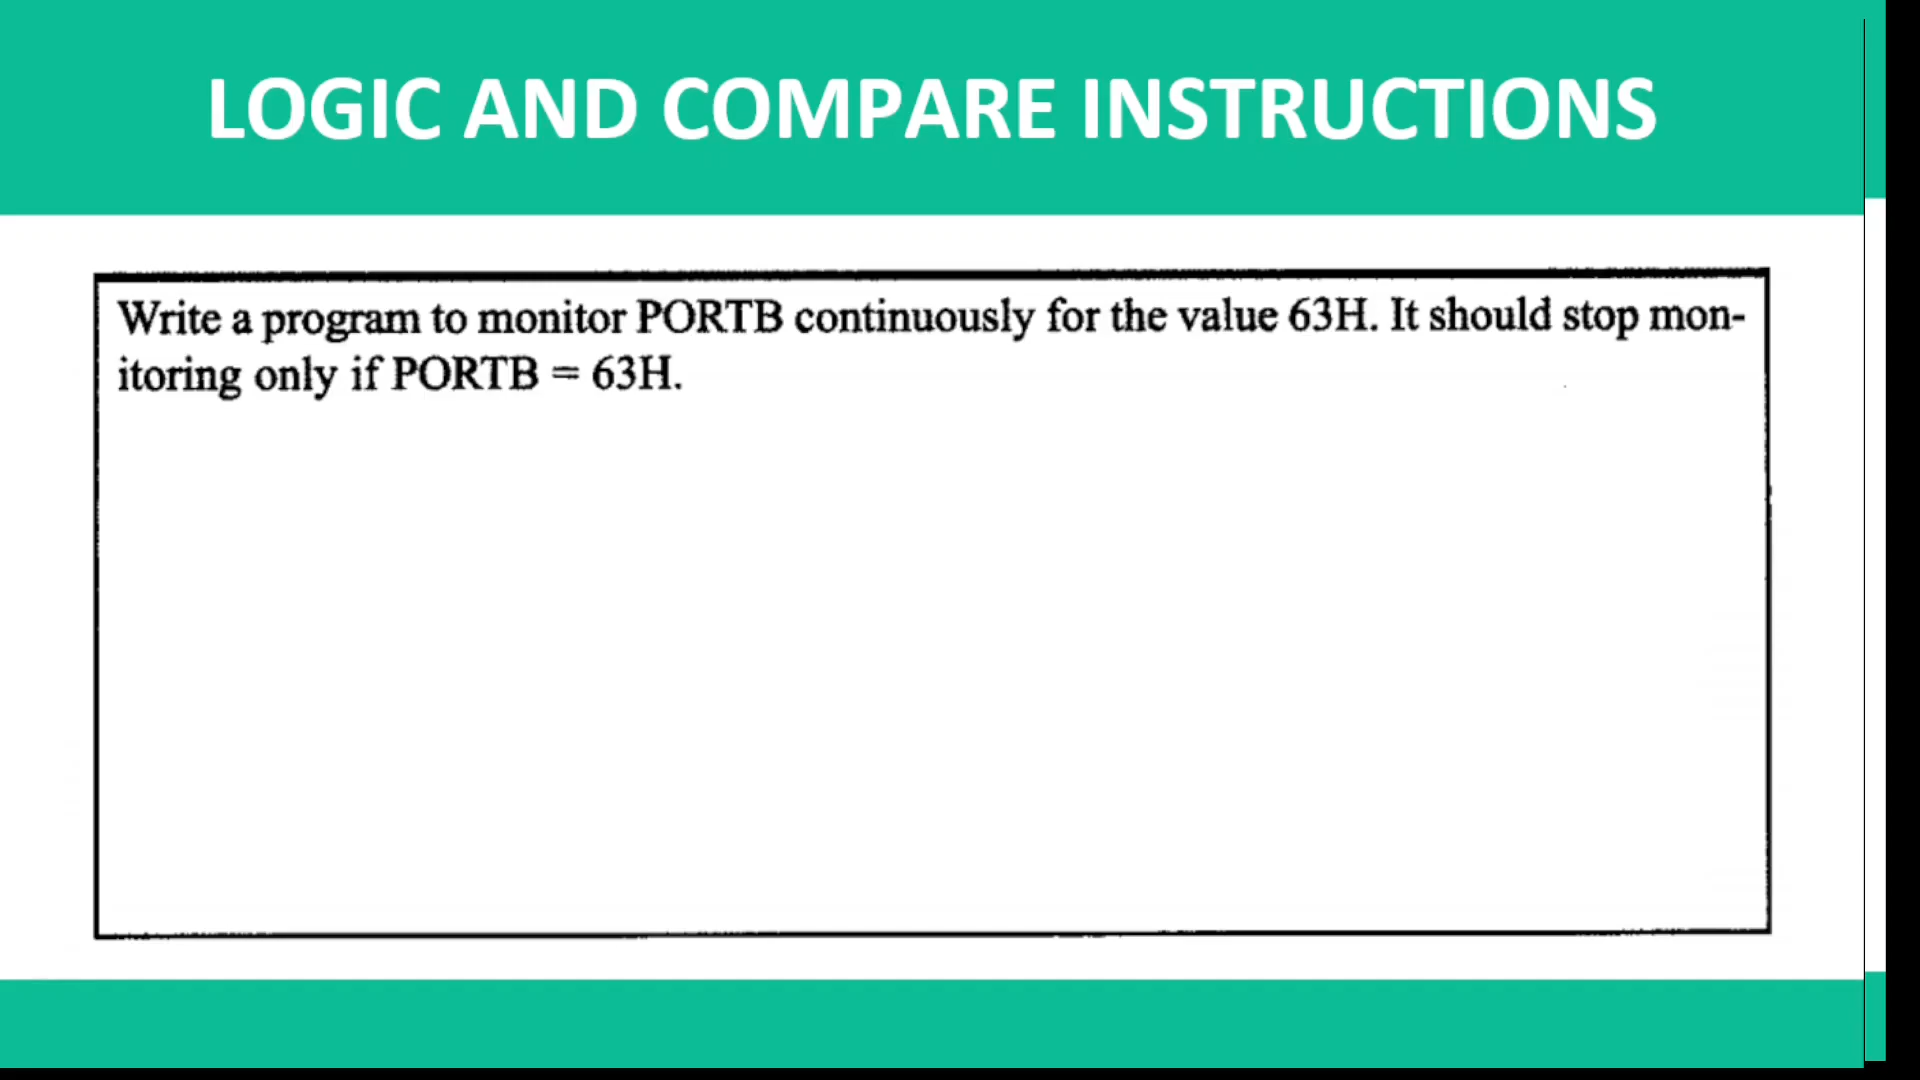 LOGIC AND COMPARE INSTRUCTIONS
Write a program to monitor PORTB continuously for the value 63H. It should stop mon-
itoring only if PORTB = 63H.